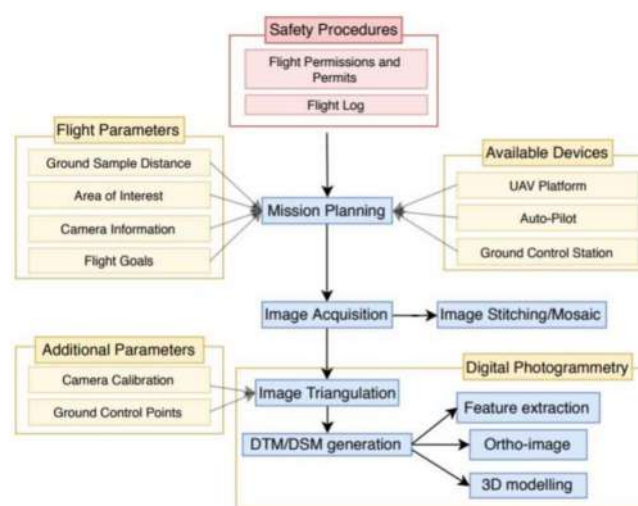 Safety Procedures
Flight Permissions and
Permits
Flight Log
Flight Parameters
Ground Sample Distance
Area of Interest
Camera Information
Flight Goals
Available Devices
UAV Platform
Auto-Pilot
Ground Control Station
Mission Planning
Image Acquisition
Image Stitching/Mosaic
Additional Parameters
Camera Calibration
Ground Control Points
Digital Photogrammetry
Image Triangulation
DTM/DSM generation
Feature extraction
Ortho-image
3D modelling